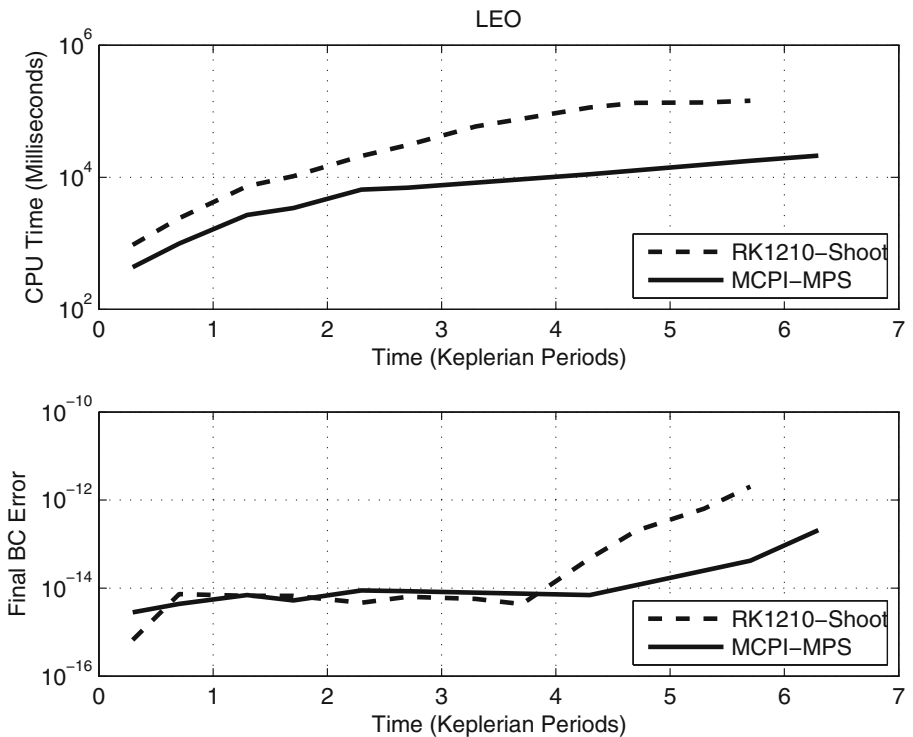 LEO
CPU Time (Milliseconds)
10^6
10^4
10^2
0 1 2 3 4 5 6 7
Time (Keplerian Periods)
RK1210−Shoot
MCPI−MPS
Final BC Error
10^−10
10^−12
10^−14
10^−16
0 1 2 3 4 5 6 7
Time (Keplerian Periods)
RK1210−Shoot
MCPI−MPS